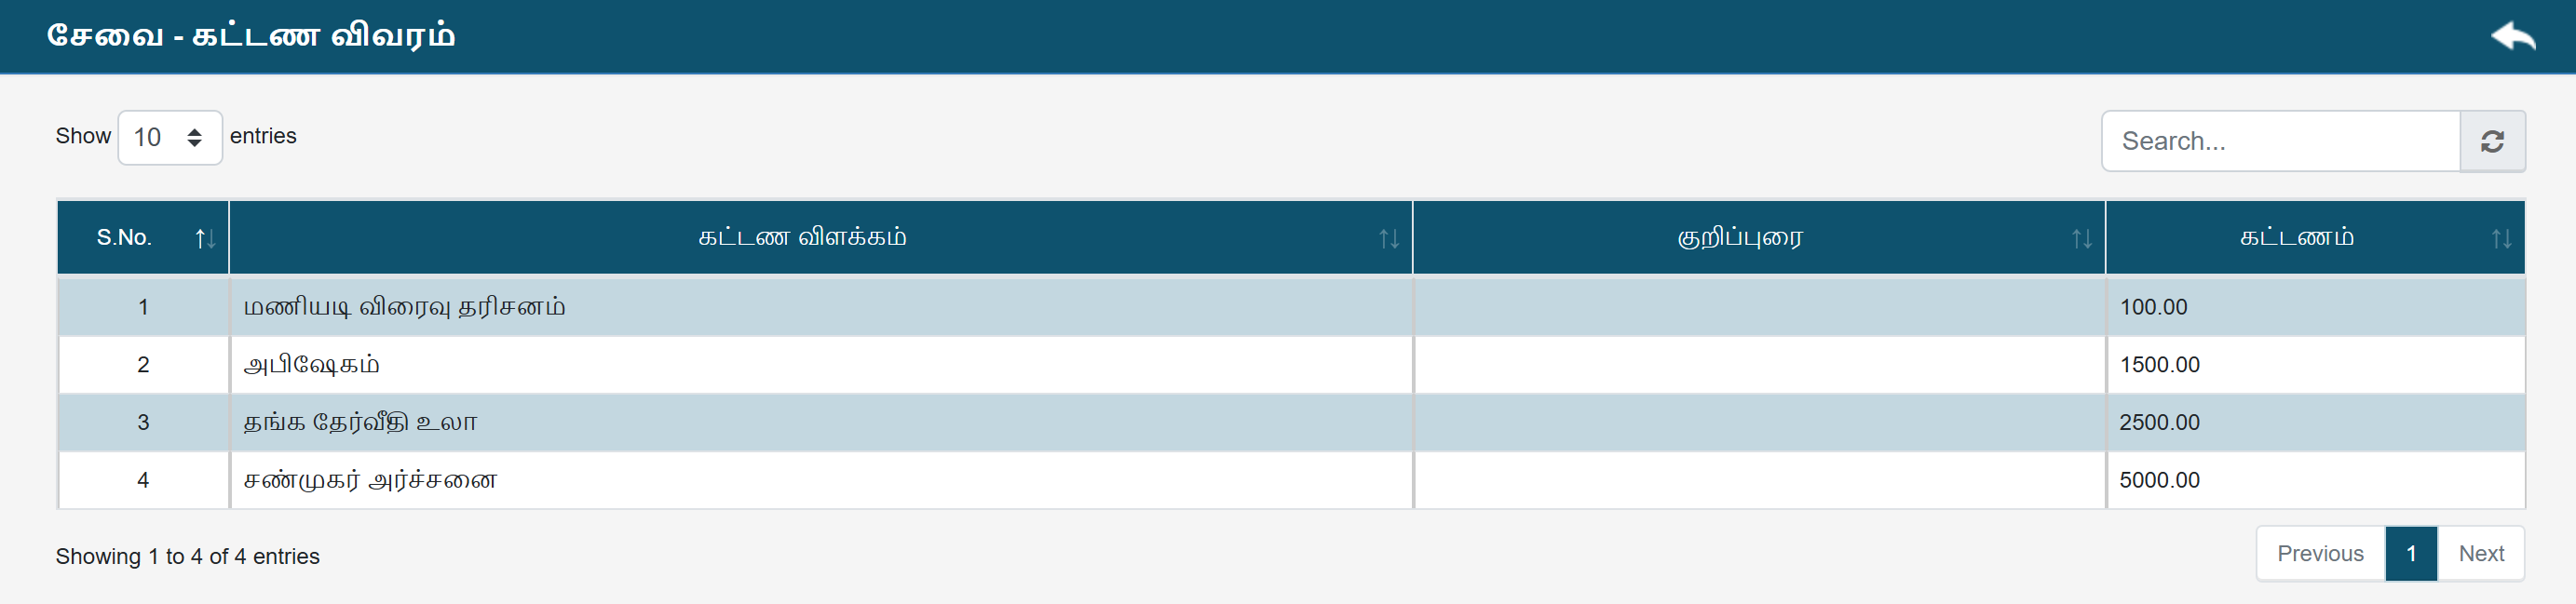 சேவை - கட்டண விவரம்
Show 10 entries
Search...
S.No. கட்டண விளக்கம் குறிப்புரை கட்டணம்
1 மணியடி விரைவு தரிசனம் 100.00
2 அபிஷேகம் 1500.00
3 தங்க தேர்வீதி உலா 2500.00
4 சண்முகர் அர்ச்சனை 5000.00
Showing 1 to 4 of 4 entries
Previous 1 Next